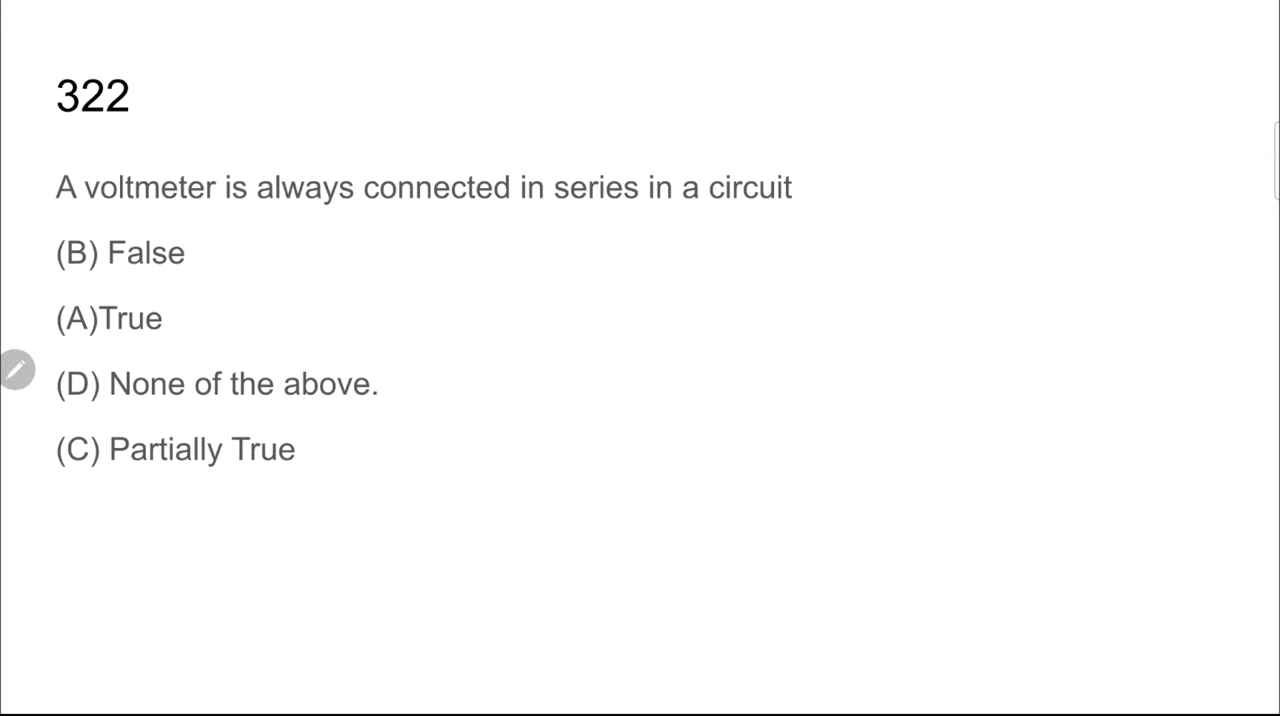 322
A voltmeter is always connected in series in a circuit
(B) False
(A)True
(D) None of the above.
(C) Partially True